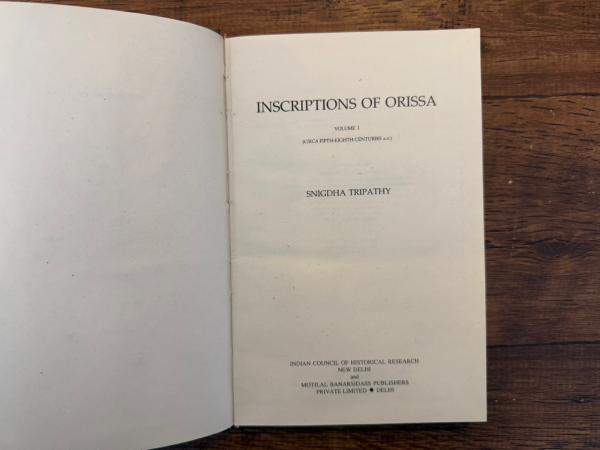 INSCRIPTIONS OF ORISSA
VOLUME I
(CIRCA FIFTH-EIGHTH CENTURIES A.D.)
SNIGDHA TRIPATHY
INDIAN COUNCIL OF HISTORICAL RESEARCH
NEW DELHI
and
MOTILAL BANARSIDASS PUBLISHERS
PRIVATE LIMITED ● DELHI